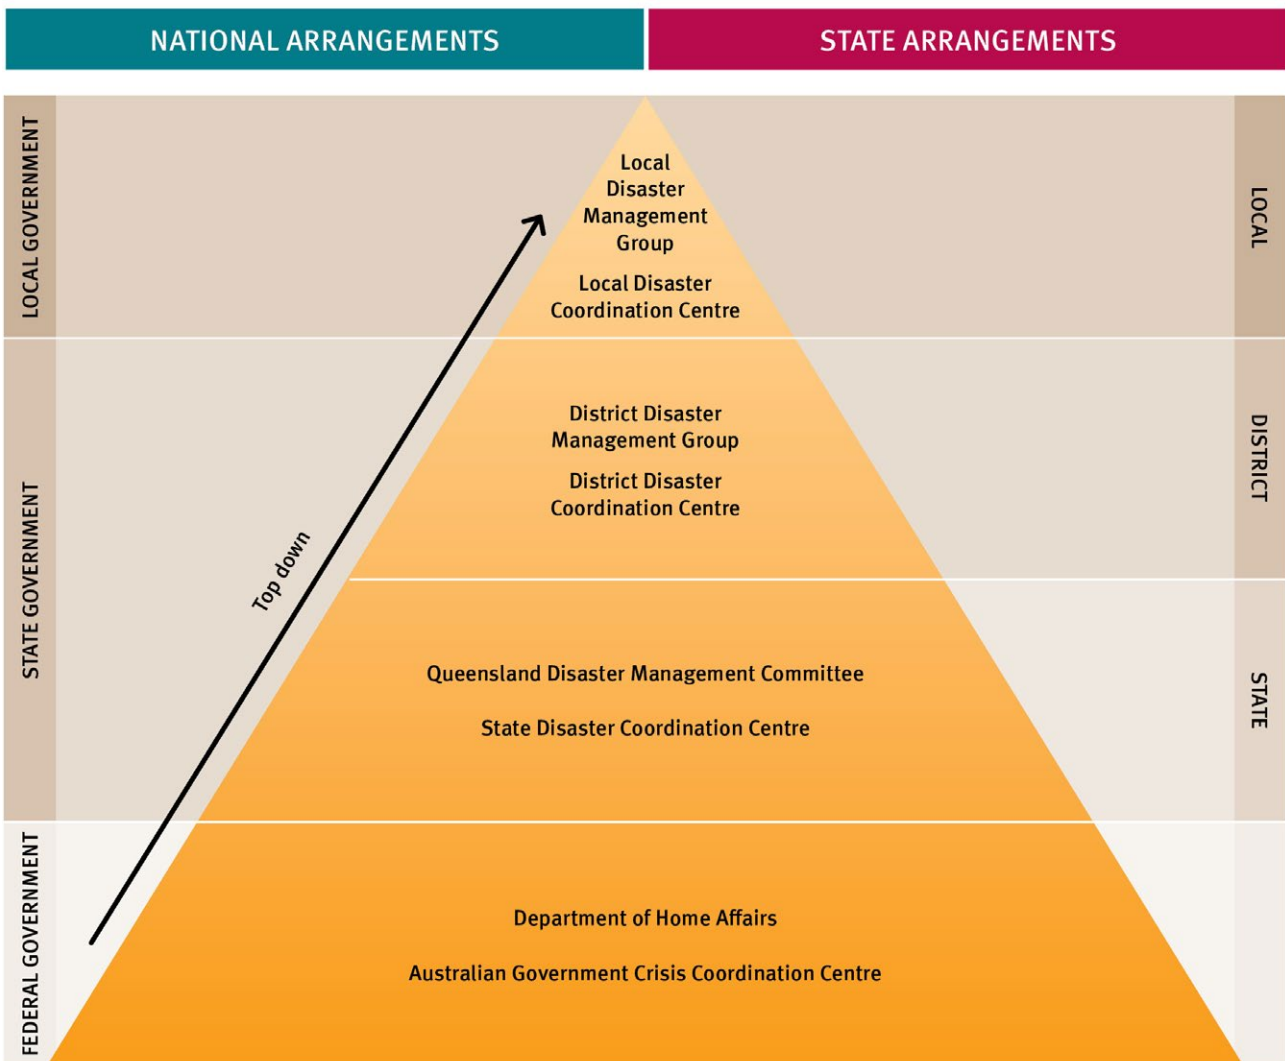 NATIONAL ARRANGEMENTS
STATE ARRANGEMENTS
LOCAL GOVERNMENT
Local
Disaster
Management
Group
Local Disaster
Coordination Centre
LOCAL
STATE GOVERNMENT
Top down
District Disaster
Management Group
District Disaster
Coordination Centre
DISTRICT
Queensland Disaster Management Committee
State Disaster Coordination Centre
STATE
FEDERAL GOVERNMENT
Department of Home Affairs
Australian Government Crisis Coordination Centre